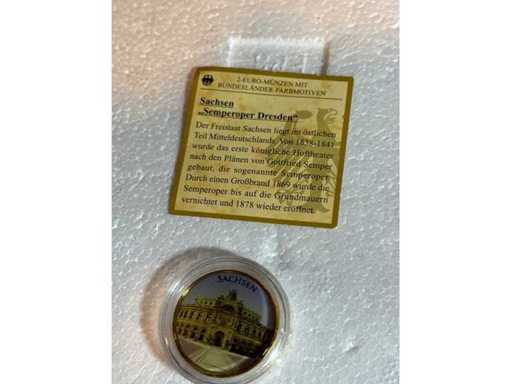 2-EURO-MÜNZEN MIT
BUNDESLÄNDER FARBMOTIVEN
Sachsen
„Semperoper Dresden“
Der Freistaat Sachsen liegt im östlichen
Teil Mitteldeutschlands. Von 1838-1841
wurde das erste königliche Hoftheater
nach den Plänen von Gottfried Semper
gebaut, die sogenannte Semperoper.
Durch einen Großbrand 1869 wurde die
Semperoper bis auf die Grundmauern
vernichtet und 1878 wieder eröffnet.
SACHSEN